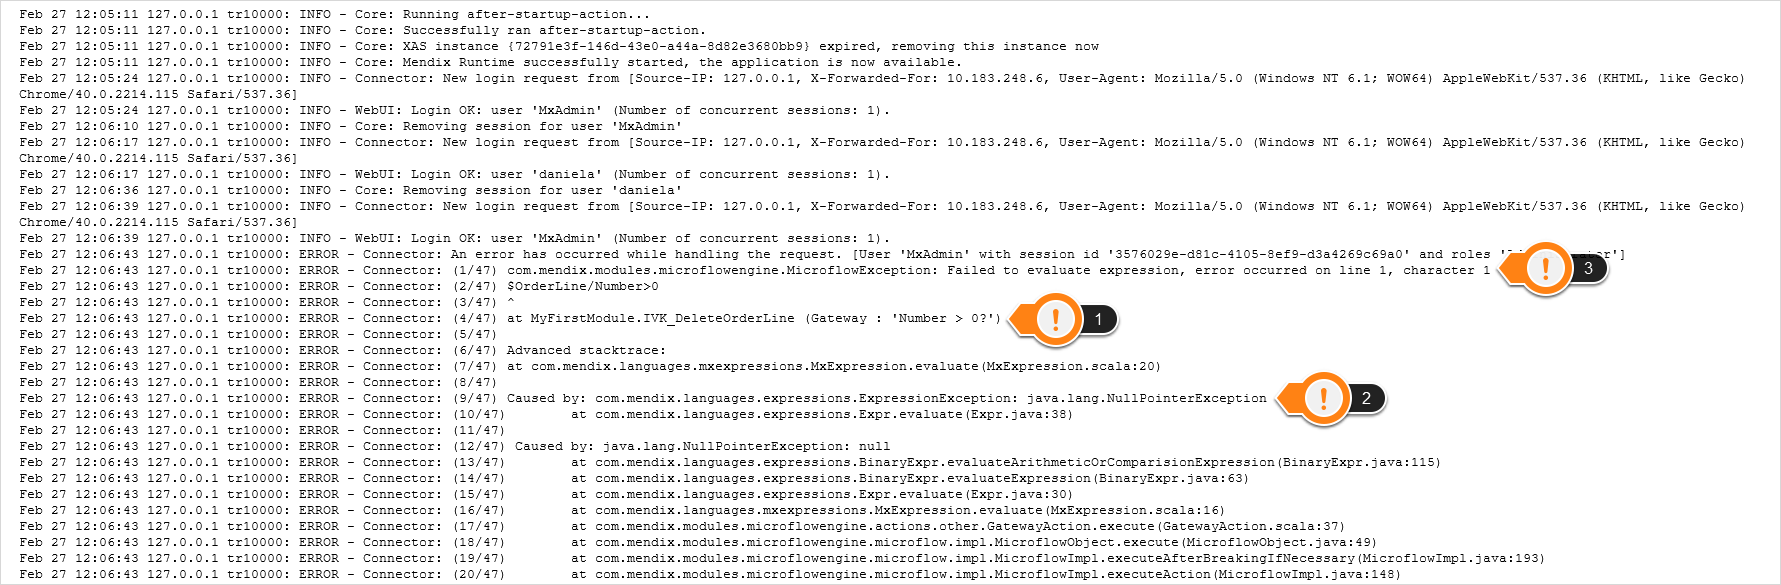 Feb 27 12:05:11 127.0.0.1 tr10000: INFO - Core: Running after-startup-action...
Feb 27 12:05:11 127.0.0.1 tr10000: INFO - Core: Successfully ran after-startup-action.
Feb 27 12:05:11 127.0.0.1 tr10000: INFO - Core: XAS instance {72791e3f-146d-43e0-a44a-8d82e3680bb9} expired, removing this instance now
Feb 27 12:05:11 127.0.0.1 tr10000: INFO - Core: Mendix Runtime successfully started, the application is now available.
Feb 27 12:05:24 127.0.0.1 tr10000: INFO - Connector: New login request from [Source-IP: 127.0.0.1, X-Forwarded-For: 10.183.248.6, User-Agent: Mozilla/5.0 (Windows NT 6.1; WOW64) AppleWebKit/537.36 (KHTML, like Gecko)
Chrome/40.0.2214.115 Safari/537.36]
Feb 27 12:05:24 127.0.0.1 tr10000: INFO - WebUI: Login OK: user 'MxAdmin' (Number of concurrent sessions: 1).
Feb 27 12:06:10 127.0.0.1 tr10000: INFO - Core: Removing session for user 'MxAdmin'
Feb 27 12:06:17 127.0.0.1 tr10000: INFO - Connector: New login request from [Source-IP: 127.0.0.1, X-Forwarded-For: 10.183.248.6, User-Agent: Mozilla/5.0 (Windows NT 6.1; WOW64) AppleWebKit/537.36 (KHTML, like Gecko)
Chrome/40.0.2214.115 Safari/537.36]
Feb 27 12:06:17 127.0.0.1 tr10000: INFO - WebUI: Login OK: user 'daniela' (Number of concurrent sessions: 1).
Feb 27 12:06:36 127.0.0.1 tr10000: INFO - Core: Removing session for user 'daniela'
Feb 27 12:06:39 127.0.0.1 tr10000: INFO - Connector: New login request from [Source-IP: 127.0.0.1, X-Forwarded-For: 10.183.248.6, User-Agent: Mozilla/5.0 (Windows NT 6.1; WOW64) AppleWebKit/537.36 (KHTML, like Gecko)
Chrome/40.0.2214.115 Safari/537.36]
Feb 27 12:06:39 127.0.0.1 tr10000: INFO - WebUI: Login OK: user 'MxAdmin' (Number of concurrent sessions: 1).
Feb 27 12:06:43 127.0.0.1 tr10000: ERROR - Connector: An error has occurred while handling the request. [User 'MxAdmin' with session id '3576029e-d81c-4105-8ef9-d3a4269c69a0' and roles
Feb 27 12:06:43 127.0.0.1 tr10000: ERROR - Connector: (1/47) com.mendix.modules.microflowengine.MicroflowException: Failed to evaluate expression, error occurred on line 1, character 1 ! 3
Feb 27 12:06:43 127.0.0.1 tr10000: ERROR - Connector: (2/47) $OrderLine/Number>0
Feb 27 12:06:43 127.0.0.1 tr10000: ERROR - Connector: (3/47) ^
Feb 27 12:06:43 127.0.0.1 tr10000: ERROR - Connector: (4/47) at MyFirstModule.IVK_DeleteOrderLine (Gateway : 'Number > 0?') ! 1
Feb 27 12:06:43 127.0.0.1 tr10000: ERROR - Connector: (5/47)
Feb 27 12:06:43 127.0.0.1 tr10000: ERROR - Connector: (6/47) Advanced stacktrace:
Feb 27 12:06:43 127.0.0.1 tr10000: ERROR - Connector: (7/47) at com.mendix.languages.mxexpressions.MxExpression.evaluate(MxExpression.scala:20)
Feb 27 12:06:43 127.0.0.1 tr10000: ERROR - Connector: (8/47)
Feb 27 12:06:43 127.0.0.1 tr10000: ERROR - Connector: (9/47) Caused by: com.mendix.languages.expressions.ExpressionException: java.lang.NullPointerException ! 2
Feb 27 12:06:43 127.0.0.1 tr10000: ERROR - Connector: (10/47) at com.mendix.languages.expressions.Expr.evaluate(Expr.java:38)
Feb 27 12:06:43 127.0.0.1 tr10000: ERROR - Connector: (11/47)
Feb 27 12:06:43 127.0.0.1 tr10000: ERROR - Connector: (12/47) Caused by: java.lang.NullPointerException: null
Feb 27 12:06:43 127.0.0.1 tr10000: ERROR - Connector: (13/47) at com.mendix.languages.expressions.BinaryExpr.evaluateArithmeticOrComparisionExpression(BinaryExpr.java:115)
Feb 27 12:06:43 127.0.0.1 tr10000: ERROR - Connector: (14/47) at com.mendix.languages.expressions.BinaryExpr.evaluateExpression(BinaryExpr.java:63)
Feb 27 12:06:43 127.0.0.1 tr10000: ERROR - Connector: (15/47) at com.mendix.languages.expressions.Expr.evaluate(Expr.java:30)
Feb 27 12:06:43 127.0.0.1 tr10000: ERROR - Connector: (16/47) at com.mendix.languages.mxexpressions.MxExpression.evaluate(MxExpression.scala:16)
Feb 27 12:06:43 127.0.0.1 tr10000: ERROR - Connector: (17/47) at com.mendix.modules.microflowengine.actions.other.GatewayAction.execute(GatewayAction.scala:37)
Feb 27 12:06:43 127.0.0.1 tr10000: ERROR - Connector: (18/47) at com.mendix.modules.microflowengine.microflow.impl.MicroflowObject.execute(MicroflowObject.java:49)
Feb 27 12:06:43 127.0.0.1 tr10000: ERROR - Connector: (19/47) at com.mendix.modules.microflowengine.microflow.impl.MicroflowImpl.executeAfterBreakingIfNecessary(MicroflowImpl.java:193)
Feb 27 12:06:43 127.0.0.1 tr10000: ERROR - Connector: (20/47) at com.mendix.modules.microflowengine.microflow.impl.MicroflowImpl.executeAction(MicroflowImpl.java:148)